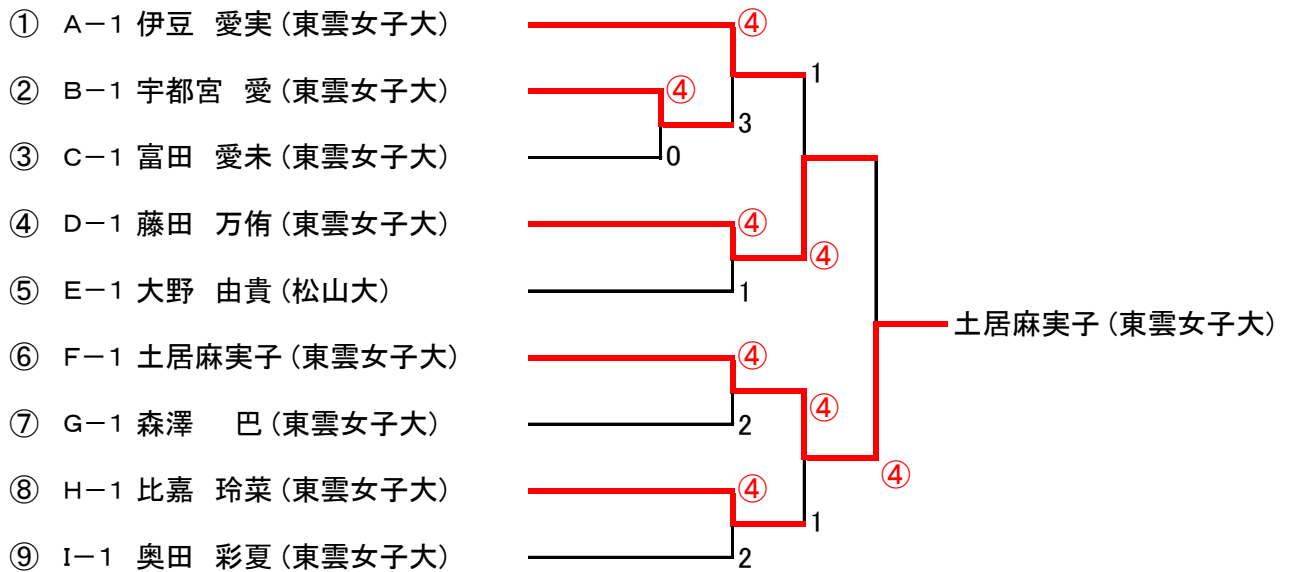 ① A－1 伊豆　愛実（東雲女子大） ④
1
② B－1 宇都宮　愛（東雲女子大） ④
3
③ C－1 富田　愛未（東雲女子大） 0
④ D－1 藤田　万侑（東雲女子大） ④
④
⑤ E－1 大野　由貴（松山大） 1
土居麻実子（東雲女子大）
⑥ F－1 土居麻実子（東雲女子大） ④
④
⑦ G－1 森澤　　巴（東雲女子大） 2
④
⑧ H－1 比嘉　玲菜（東雲女子大） ④
1
⑨ I－1 奥田　彩夏（東雲女子大） 2